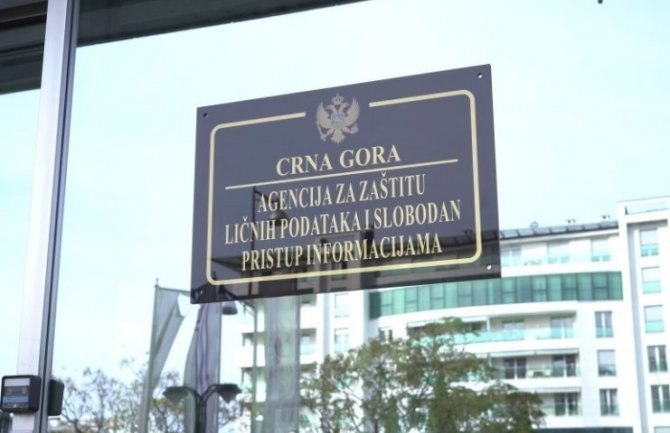 CRNA GORA
AGENCIJA ZA ZAŠTITU
LIČNIH PODATAKA I SLOBODAN
PRISTUP INFORMACIJAMA